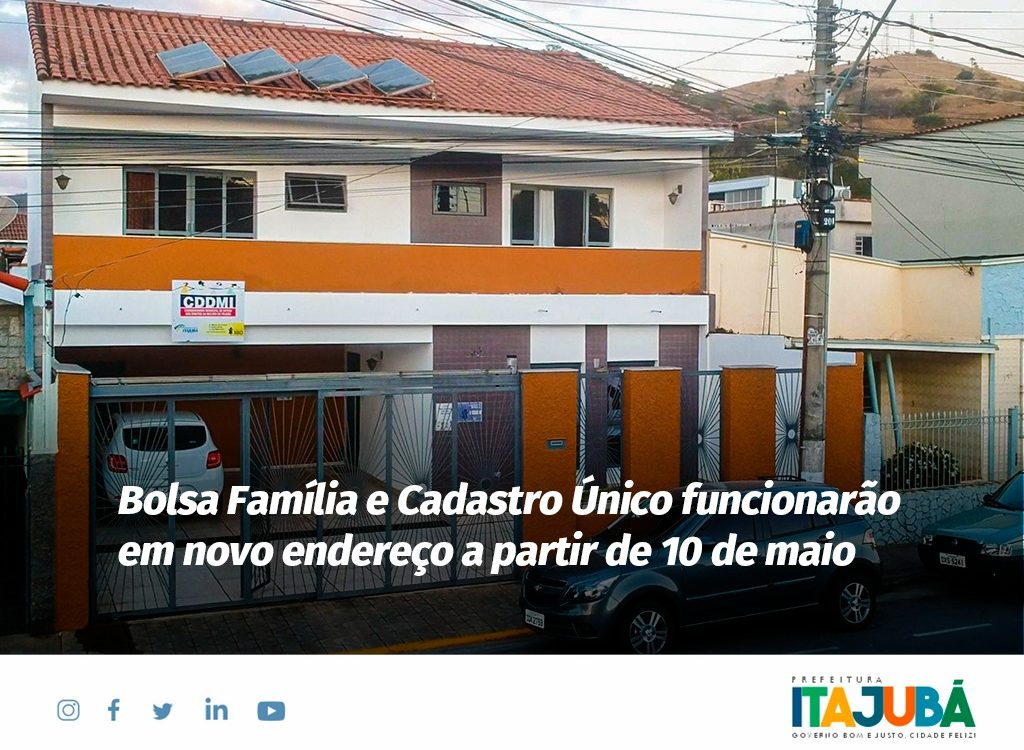 CDDMI
Bolsa Família e Cadastro Único funcionarão
em novo endereço a partir de 10 de maio
PREFEITURA
ITAJUBÁ
GOVERNO BOM E JUSTO, CIDADE FELIZ!